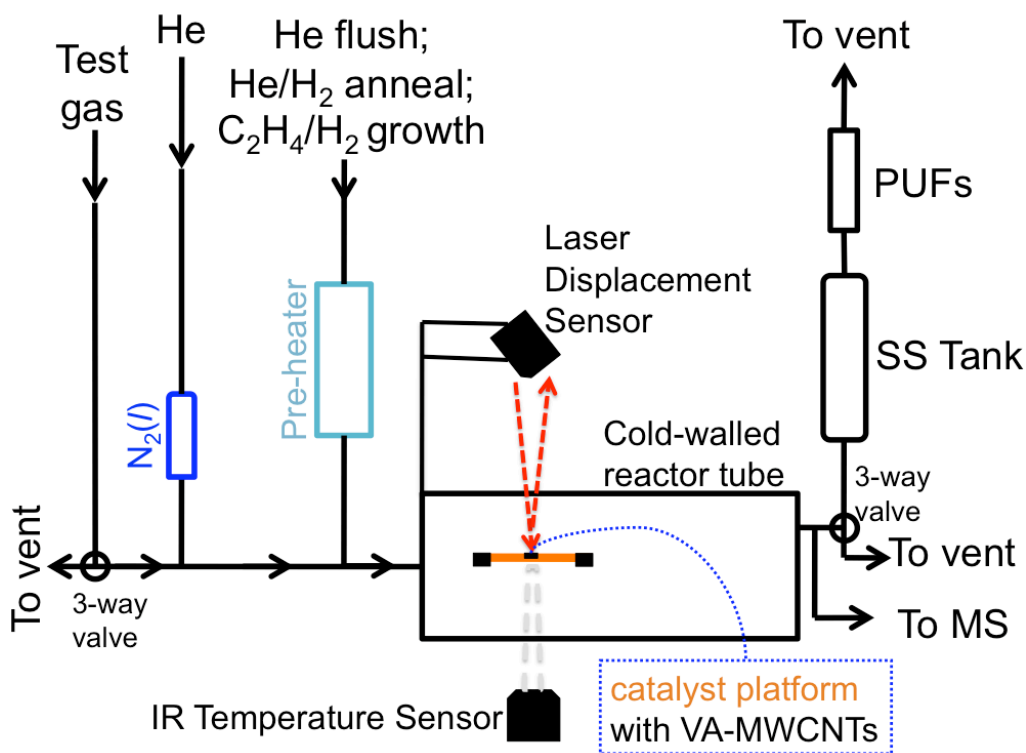 Test
gas
He
He flush;
He/H₂ anneal;
C₂H₄/H₂ growth
To vent
PUFs
SS Tank
Laser
Displacement
Sensor
Pre-heater
N₂(l)
Cold-walled
reactor tube
3-way
valve
To vent
To MS
To vent
3-way
valve
IR Temperature Sensor
catalyst platform
with VA-MWCNTs